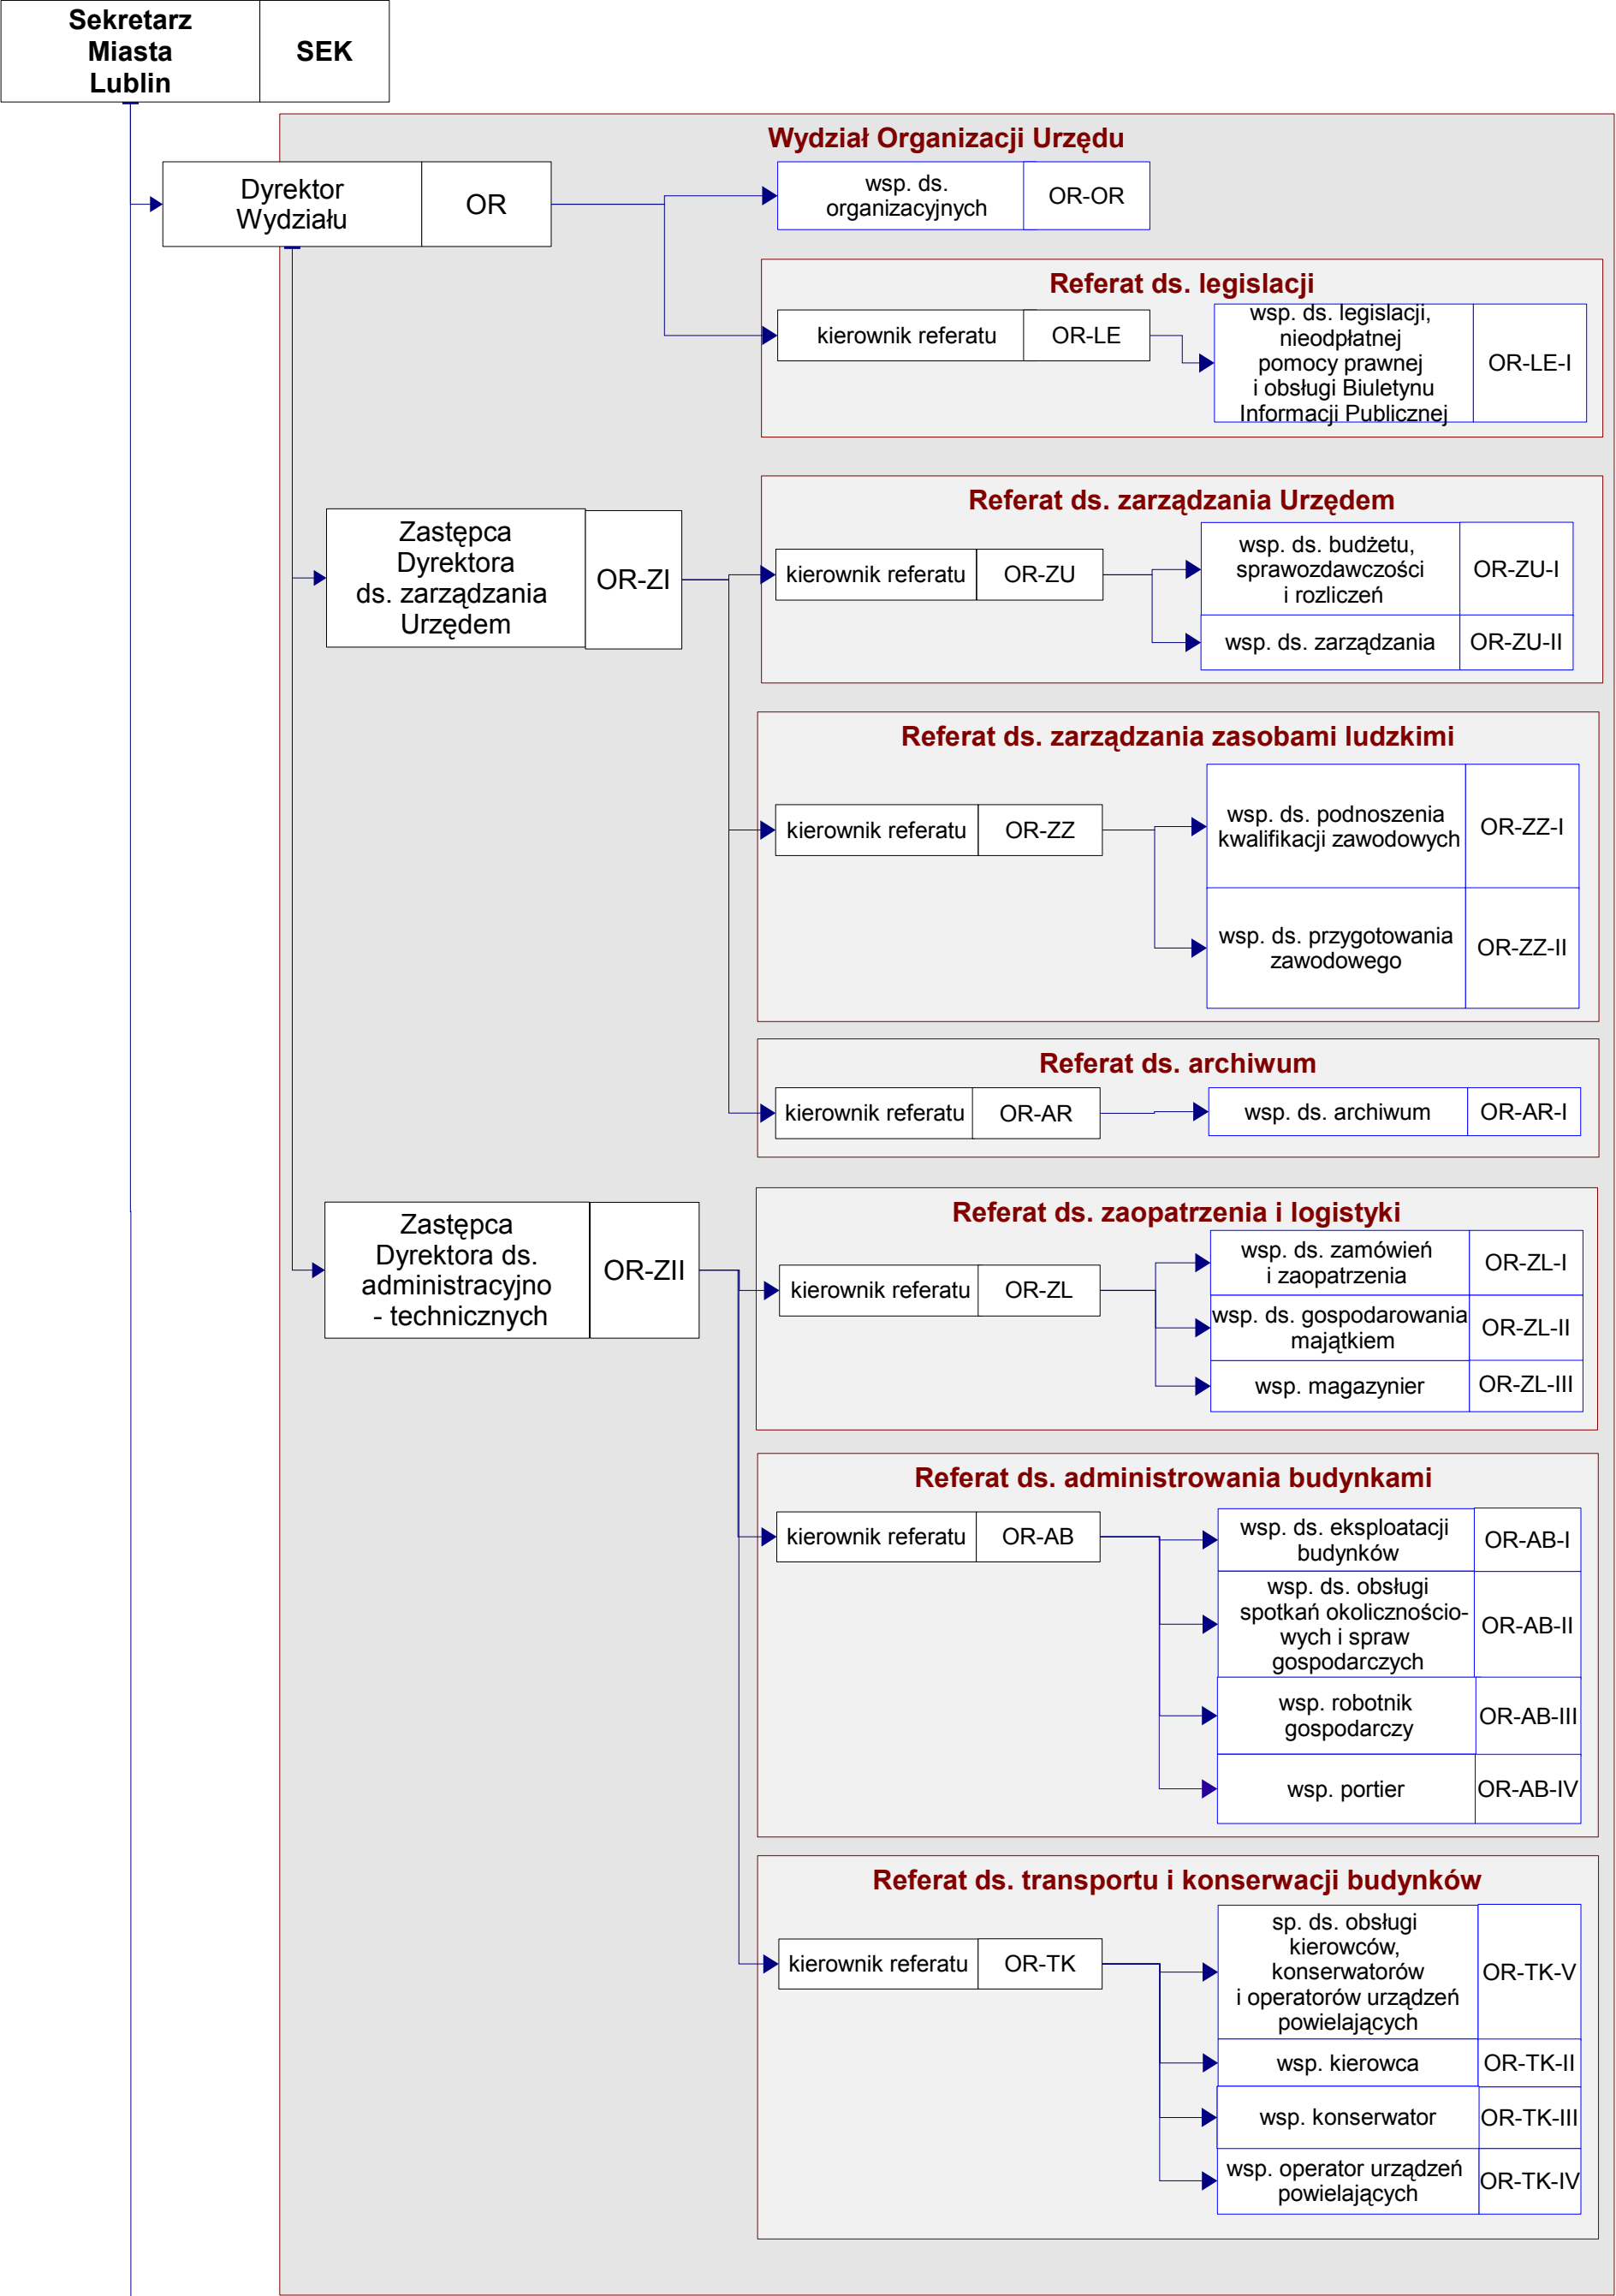 Sekretarz
Miasta
Lublin
SEK
Wydział Organizacji Urzędu
Dyrektor
Wydziału
OR
wsp. ds.
organizacyjnych
OR-OR
Referat ds. legislacji
kierownik referatu
OR-LE
wsp. ds. legislacji,
nieodpłatnej
pomocy prawnej
i obsługi Biuletynu
Informacji Publicznej
OR-LE-I
Zastępca
Dyrektora
ds. zarządzania
Urzędem
OR-ZI
Referat ds. zarządzania Urzędem
kierownik referatu
OR-ZU
wsp. ds. budżetu,
sprawozdawczości
i rozliczeń
OR-ZU-I
wsp. ds. zarządzania
OR-ZU-II
Referat ds. zarządzania zasobami ludzkimi
kierownik referatu
OR-ZZ
wsp. ds. podnoszenia
kwalifikacji zawodowych
OR-ZZ-I
wsp. ds. przygotowania
zawodowego
OR-ZZ-II
Referat ds. archiwum
kierownik referatu
OR-AR
wsp. ds. archiwum
OR-AR-I
Zastępca
Dyrektora ds.
administracyjno
- technicznych
OR-ZII
Referat ds. zaopatrzenia i logistyki
kierownik referatu
OR-ZL
wsp. ds. zamówień
i zaopatrzenia
OR-ZL-I
wsp. ds. gospodarowania
majątkiem
OR-ZL-II
wsp. magazynier
OR-ZL-III
Referat ds. administrowania budynkami
kierownik referatu
OR-AB
wsp. ds. eksploatacji
budynków
OR-AB-I
wsp. ds. obsługi
spotkań okolicznościo-
wych i spraw
gospodarczych
OR-AB-II
wsp. robotnik
gospodarczy
OR-AB-III
wsp. portier
OR-AB-IV
Referat ds. transportu i konserwacji budynków
kierownik referatu
OR-TK
sp. ds. obsługi
kierowców,
konserwatorów
i operatorów urządzeń
powielających
OR-TK-V
wsp. kierowca
OR-TK-II
wsp. konserwator
OR-TK-III
wsp. operator urządzeń
powielających
OR-TK-IV